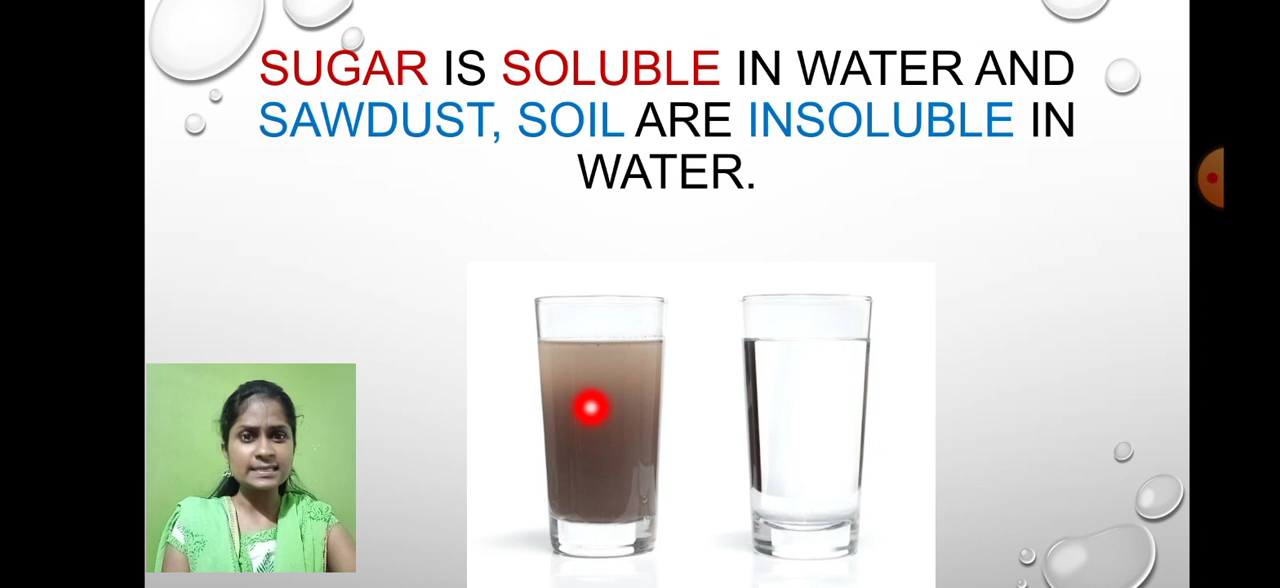 SUGAR IS SOLUBLE IN WATER AND
SAWDUST, SOIL ARE INSOLUBLE IN
WATER.